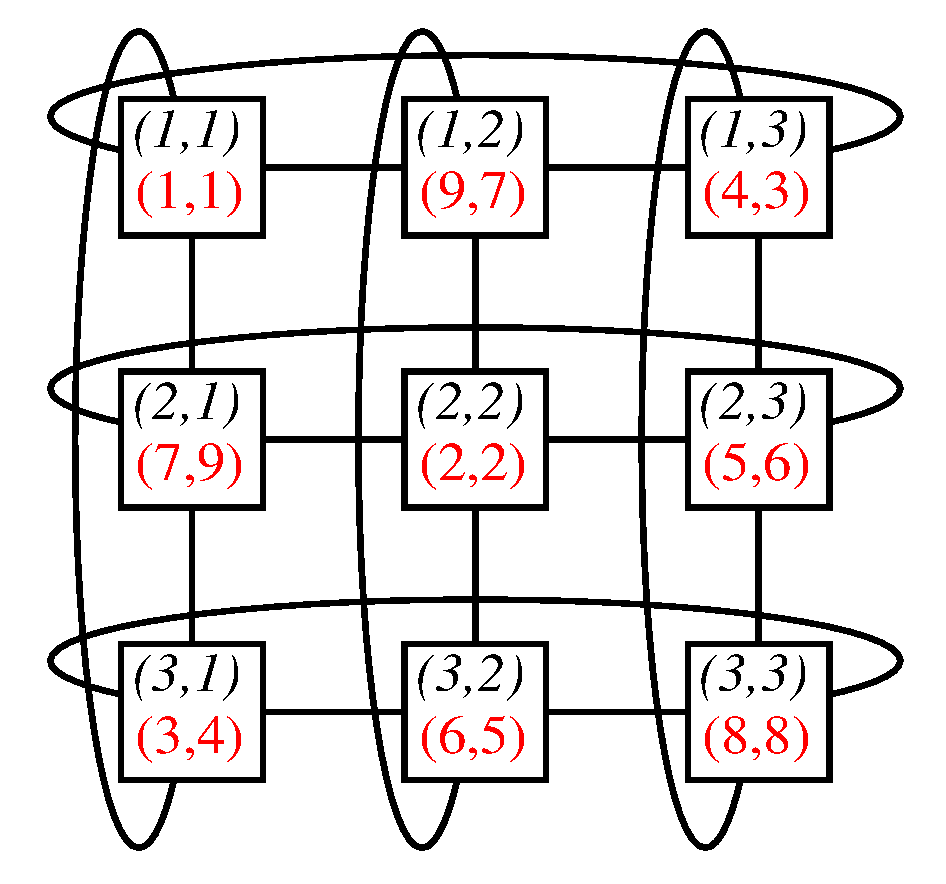 (1,1) (1,2) (1,3)
(1,1) (9,7) (4,3)
(2,1) (2,2) (2,3)
(7,9) (2,2) (5,6)
(3,1) (3,2) (3,3)
(3,4) (6,5) (8,8)